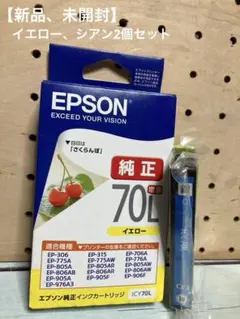 【新品、未開封】
イエロー、シアン2個セット
EPSON
EXCEED YOUR VISION
目印は
「さくらんぼ」
純正
70L
増量
イエロー
適合機種
EP-306 EP-315 EP-706A
EP-775A EP-775AW EP-776A
EP-805A EP-805AR EP-805AW
EP-806AB EP-806AR EP-806AW
EP-905A EP-905F EP-906F
EP-976A3
エプソン純正インクカートリッジ
ICY70L